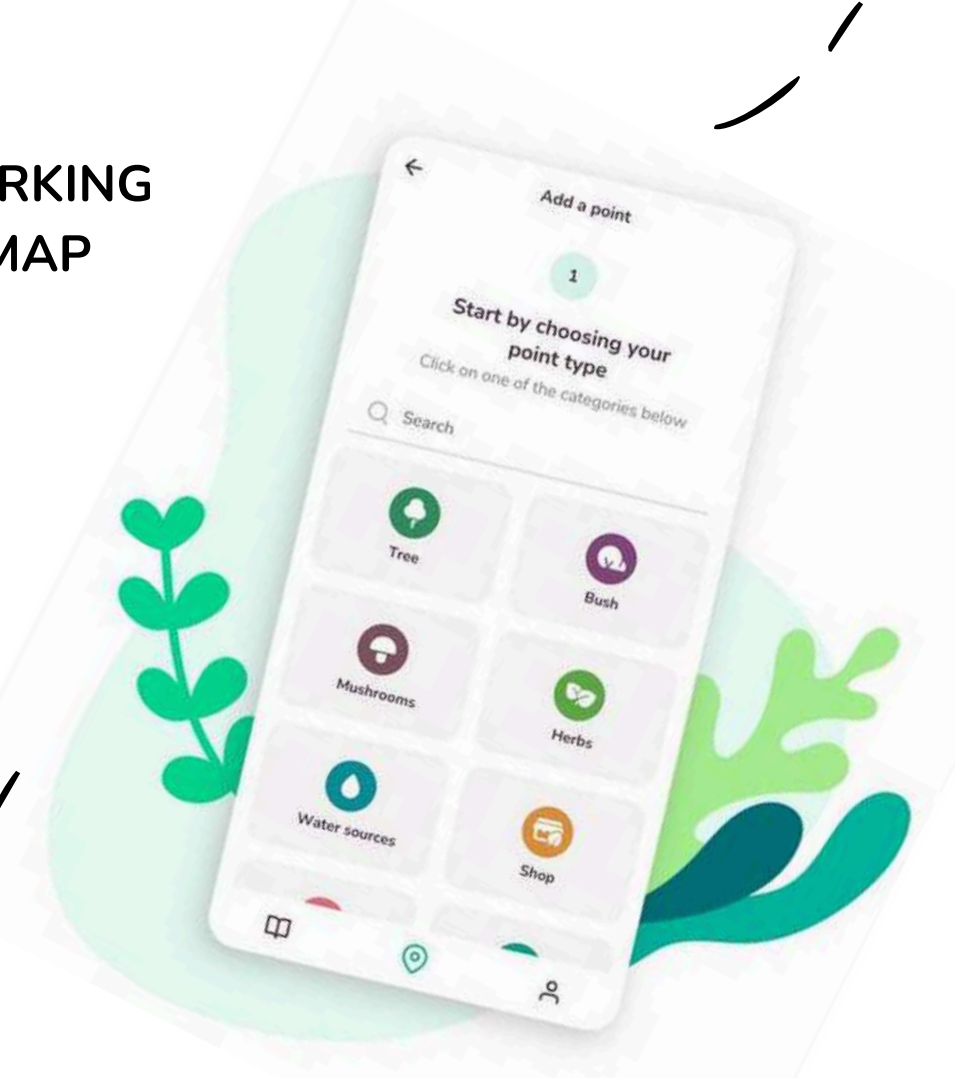 RKING
MAP
Add a point
1
Start by choosing your
point type
Click on one of the categories below
Search
Tree
Bush
Mushrooms
Herbs
Water sources
Shop